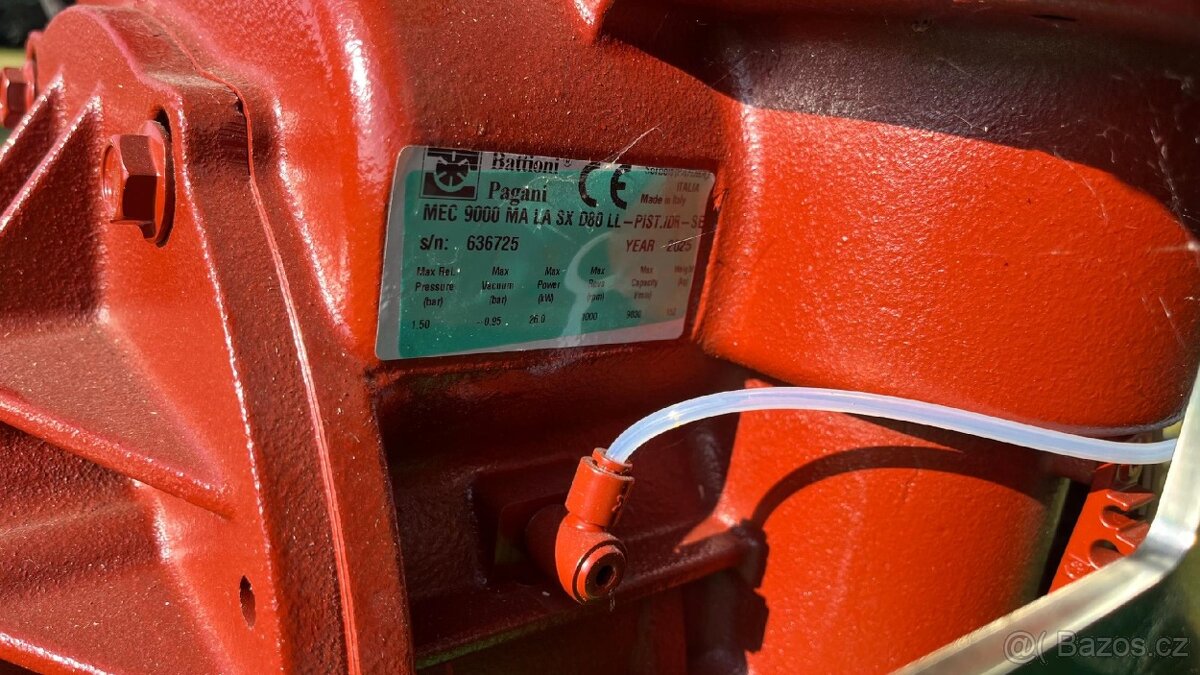 Battioni®
Pagani
CE
ITALIA
Made in Italy
MEC 9000 MA LA SX D80 LL -PIST.IDR-SE
s/n: 636725
YEAR 2025
Max Rel. Max Max Max Max Weight
Pressure Vacuum Power Revs Capacity (kg)
(bar) (bar) (kW) (rpm) (l/min)
1.50 -0.95 26.0 1000
@( Bazos.cz